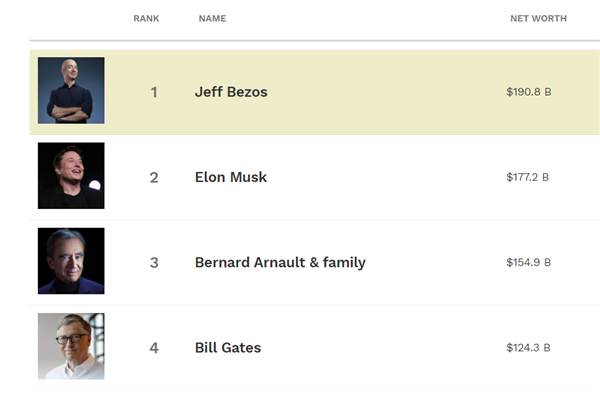 RANK NAME NET WORTH
1 Jeff Bezos $190.8 B
2 Elon Musk $177.2 B
3 Bernard Arnault & family $154.9 B
4 Bill Gates $124.3 B